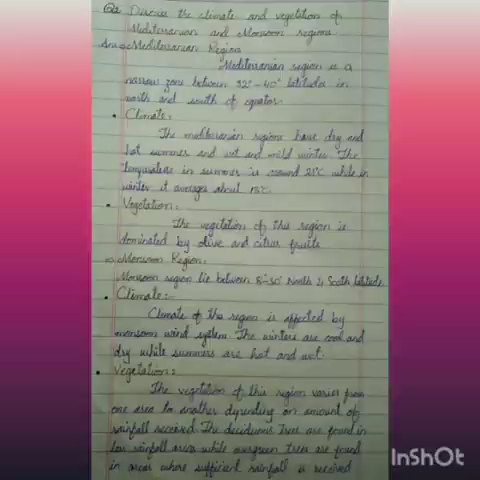 Q2 Describe the climate and vegetation of
Mediterranean and Monsoon regions
Ans:- Mediterranean Region
Mediterranian region is a
narrow zone between 32°-40° latitudes in
north and south of equator.
• Climate:
The mediteranian regions have dry and
hot summer and wet and mild winter. The
temperature in summer is around 21°C while in
winter it averages about 15°C
• Vegetation:
The vegetation of this region is
dominated by olive and citrus fruits
Monsoon Region:
Monsoon region lie between 5°-30° North & South latitude
• Climate:-
Climate of the region is affected by
monsoon wind system. The winters are cool and
dry while summers are hot and wet.
• Vegetation:
The vegetation of this region varies from
one area to another depending on amount of
rainfall received. The deciduous trees are found in
low rainfall area while evergreen trees are found
in areas where sufficient rainfall is received
InShOt